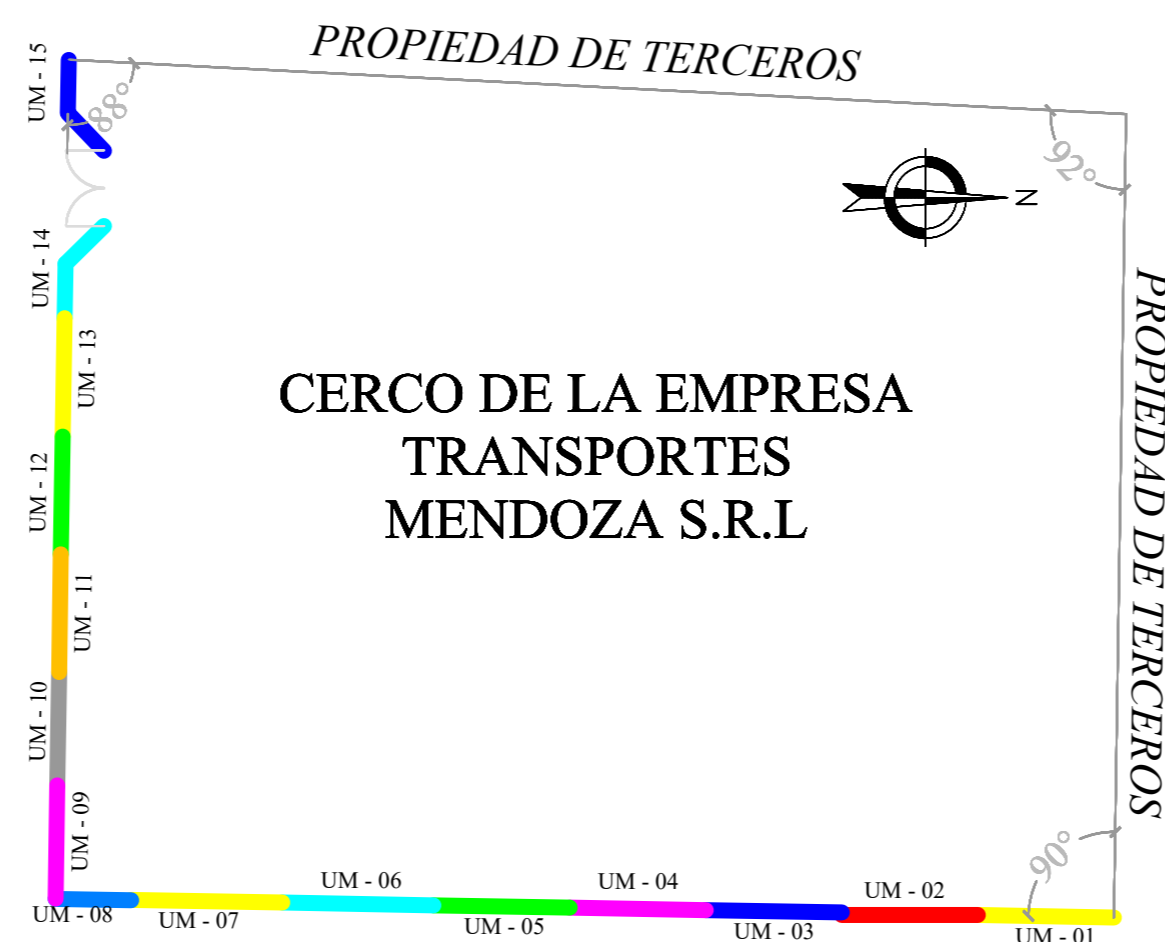 PROPIEDAD DE TERCEROS
UM - 15
88°
92°
N
UM - 14
PROPIEDAD DE TERCEROS
UM - 13
CERCO DE LA EMPRESA
TRANSPORTES
MENDOZA S.R.L
UM - 12
UM - 11
UM - 10
UM - 09
90°
UM - 08
UM - 07
UM - 06
UM - 05
UM - 04
UM - 03
UM - 02
UM - 01